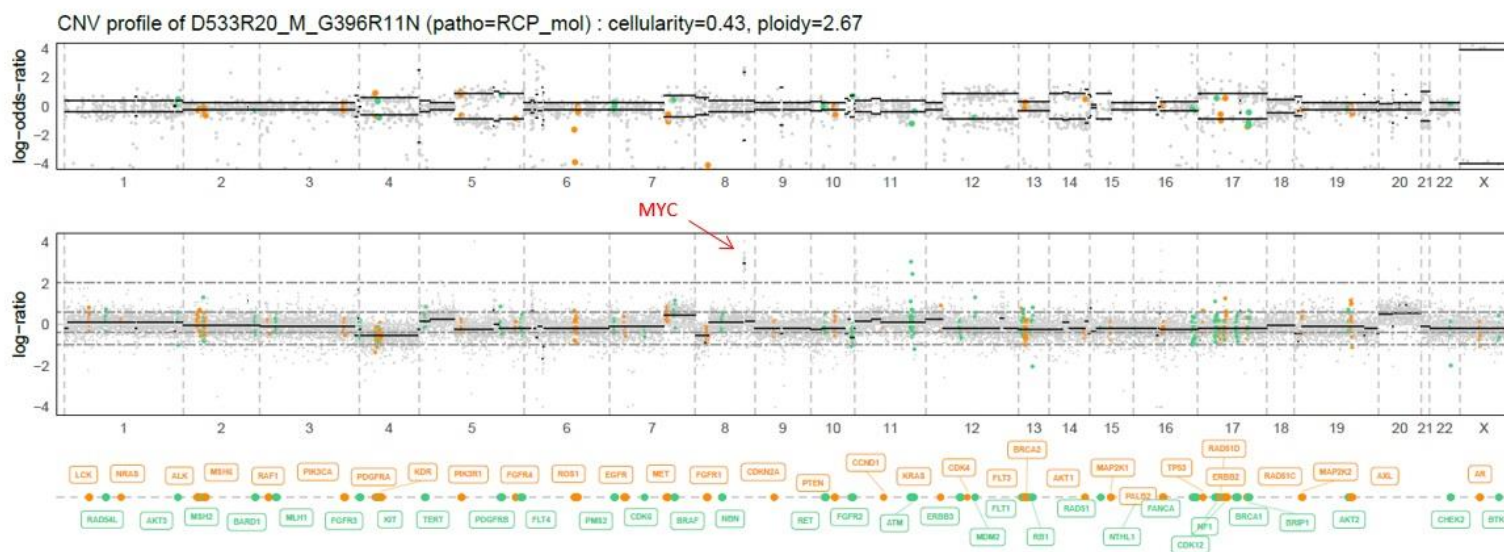 CNV profile of D533R20_M_G396R11N (patho=RCP_mol) : cellularity=0.43, ploidy=2.67
log-odds-ratio
4
2
0
−2
−4
1 2 3 4 5 6 7 8 9 10 11 12 13 14 15 16 17 18 19 20 21 22 X
MYC
log-ratio
4
2
0
−2
−4
1 2 3 4 5 6 7 8 9 10 11 12 13 14 15 16 17 18 19 20 21 22 X
BRCA2 RAD51D
CCND1
LCK NRAS ALK MSH6 RAF1 PIK3CA PDGFRA KDR PIK3R1 FGFR4 ROS1 EGFR MET FGFR1 CDKN2A PTEN KRAS CDK4 FLT3 AKT1 MAP2K1 PALB2 TP53 ERBB2 RAD51C MAP2K2 AXL AR
RAD54L AKT3 MSH2 BARD1 MLH1 FGFR3 KIT TERT PDGFRB FLT4 PMS2 CDK6 BRAF NBN RET FGFR2 ATM ERBB3 MDM2 FLT1 RB1 RAD51 NTHL1 FANCA CDK12 NF1 BRCA1 BRIP1 AKT2 CHEK2 BTK